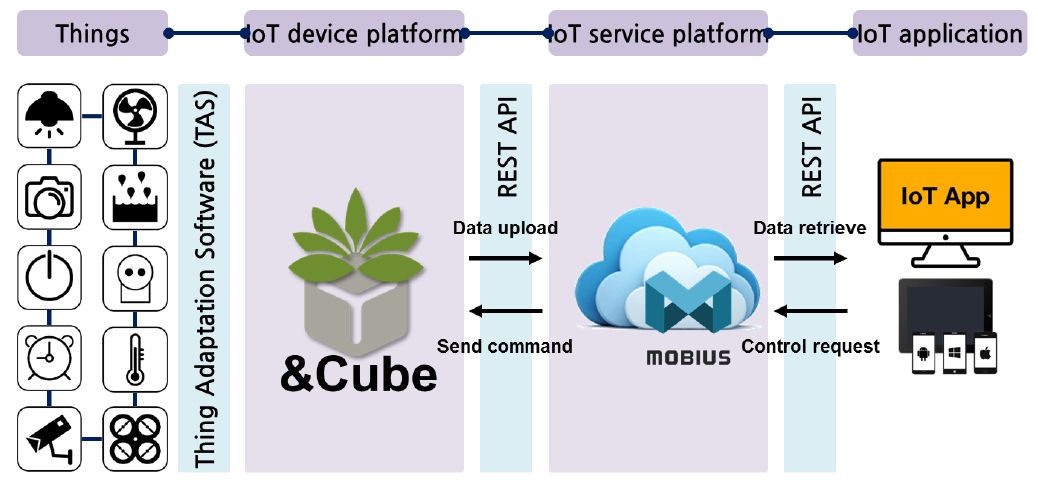 Things
IoT device platform
IoT service platform
IoT application
Thing Adaptation Software (TAS)
REST API
REST API
IoT App
Data upload
Data retrieve
Send command
Control request
&Cube
MOBIUS